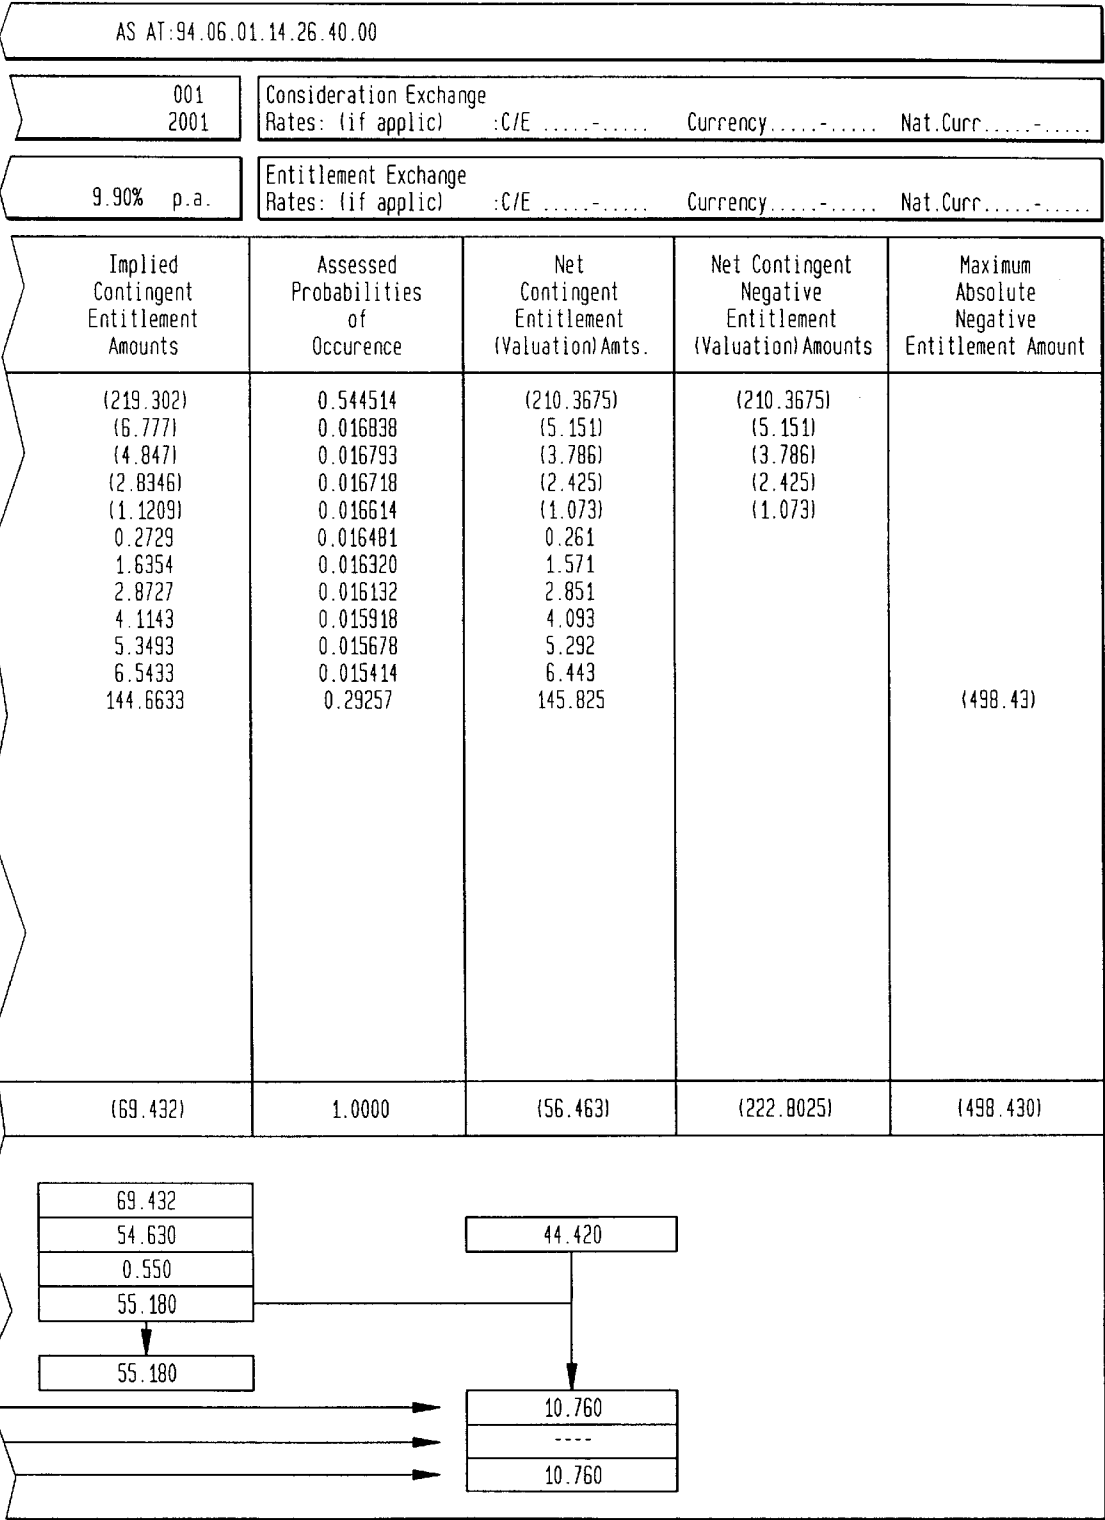 AS AT:94.06.01.14.26.40.00
001
2001
Consideration Exchange
Rates: (if applic) :C/E .....-..... Currency.....-..... Nat.Curr.....-.....
9.90% p.a.
Entitlement Exchange
Rates: (if applic) :C/E .....-..... Currency.....-..... Nat.Curr.....-.....
Implied Contingent Entitlement Amounts
Assessed Probabilities of Occurence
Net Contingent Entitlement (Valuation)Amts.
Net Contingent Negative Entitlement (Valuation)Amounts
Maximum Absolute Negative Entitlement Amount
(219.302) 0.544514 (210.3675) (210.3675)
(6.777) 0.016838 (5.151) (5.151)
(4.847) 0.016793 (3.786) (3.786)
(2.8346) 0.016718 (2.425) (2.425)
(1.1209) 0.016614 (1.073) (1.073)
0.2729 0.016481 0.261
1.6354 0.016320 1.571
2.8727 0.016132 2.851
4.1143 0.015918 4.093
5.3493 0.015678 5.292
6.5433 0.015414 6.443
144.6633 0.29257 145.825 (498.43)
(69.432) 1.0000 (56.463) (222.8025) (498.430)
69.432
54.630 44.420
0.550
55.180
55.180
10.760
----
10.760